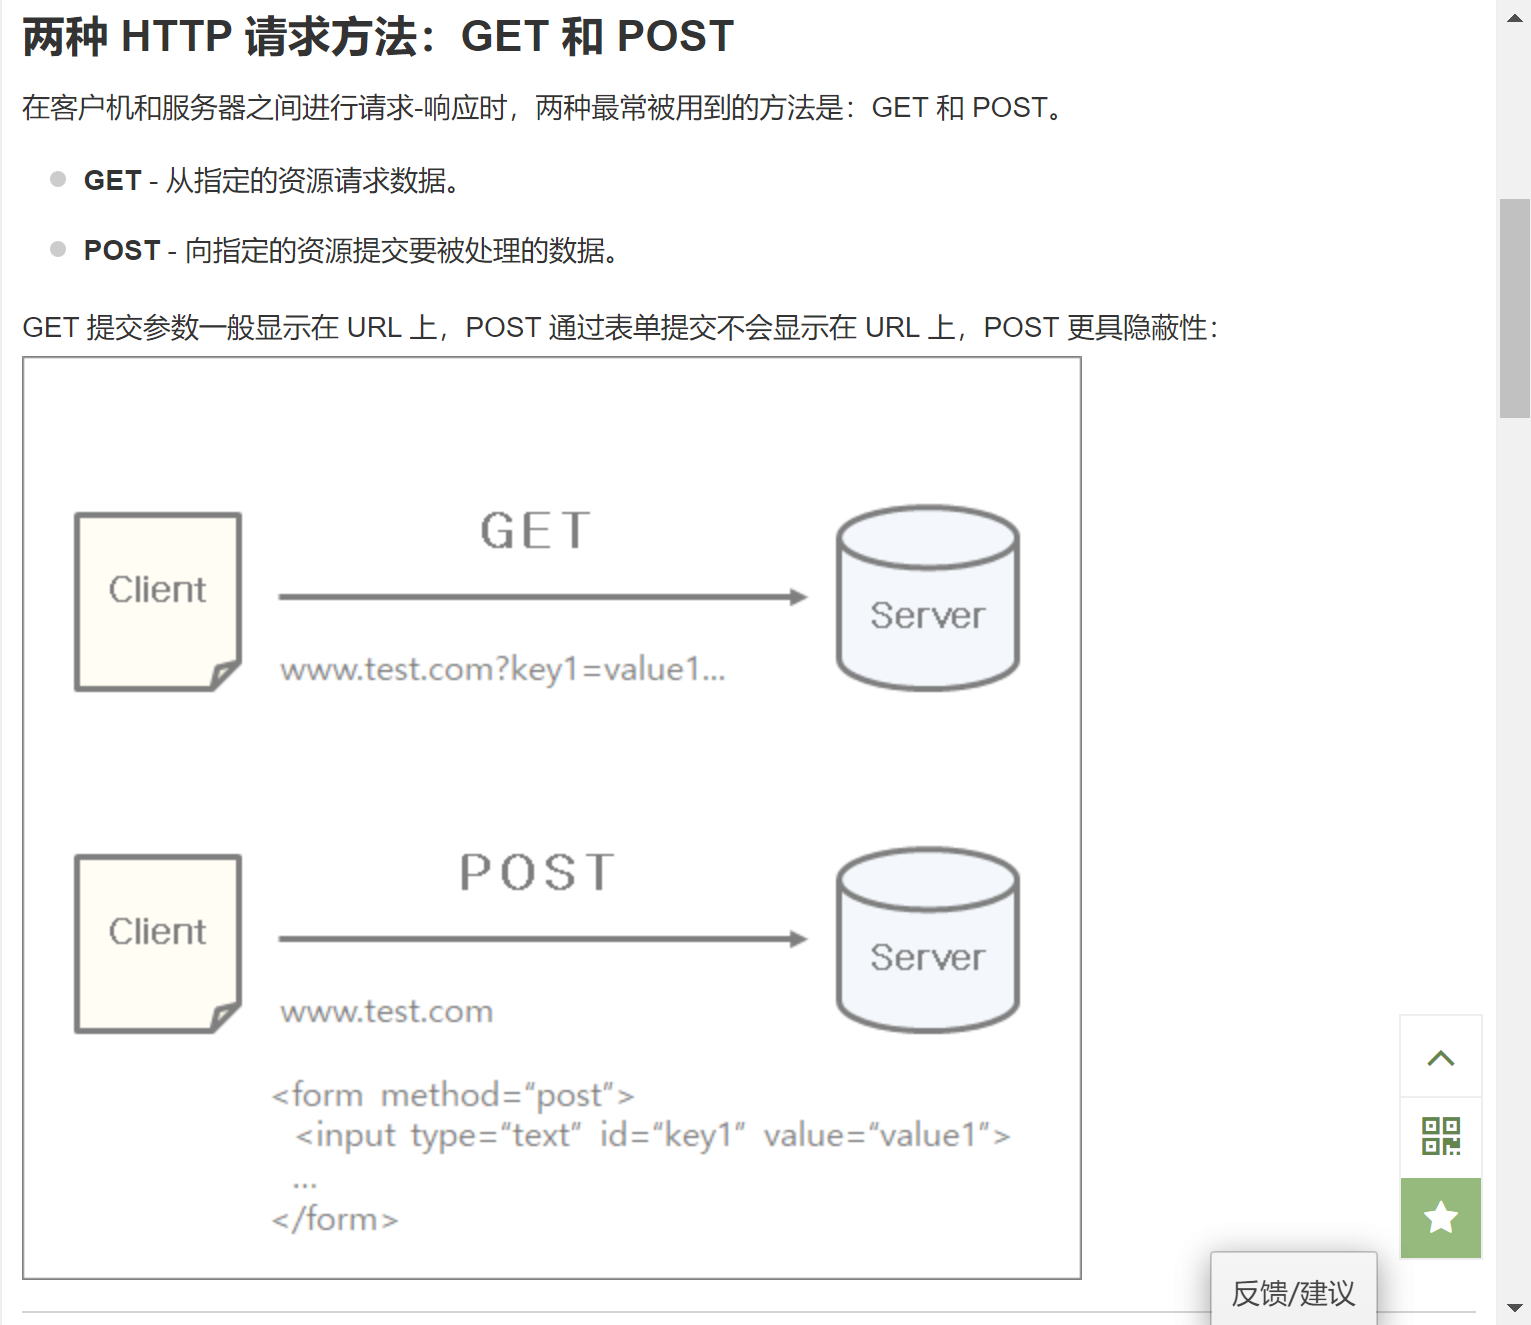 两种 HTTP 请求方法：GET 和 POST
在客户机和服务器之间进行请求-响应时，两种最常被用到的方法是：GET 和 POST。
GET - 从指定的资源请求数据。
POST - 向指定的资源提交要被处理的数据。
GET 提交参数一般显示在 URL 上，POST 通过表单提交不会显示在 URL 上，POST 更具隐蔽性：
GET
Client
Server
www.test.com?key1=value1...
POST
Client
Server
www.test.com
<form method=“post”>
<input type=“text” id=“key1” value=“value1”>
...
</form>
反馈/建议